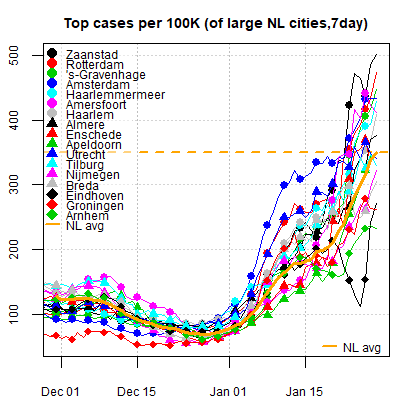 Top cases per 100K (of large NL cities,7day)
500
400
300
200
100
Zaanstad
Rotterdam
's-Gravenhage
Amsterdam
Haarlemmermeer
Amersfoort
Haarlem
Almere
Enschede
Apeldoorn
Utrecht
Tilburg
Nijmegen
Breda
Eindhoven
Groningen
Arnhem
NL avg
NL avg
Dec 01 Dec 15 Jan 01 Jan 15